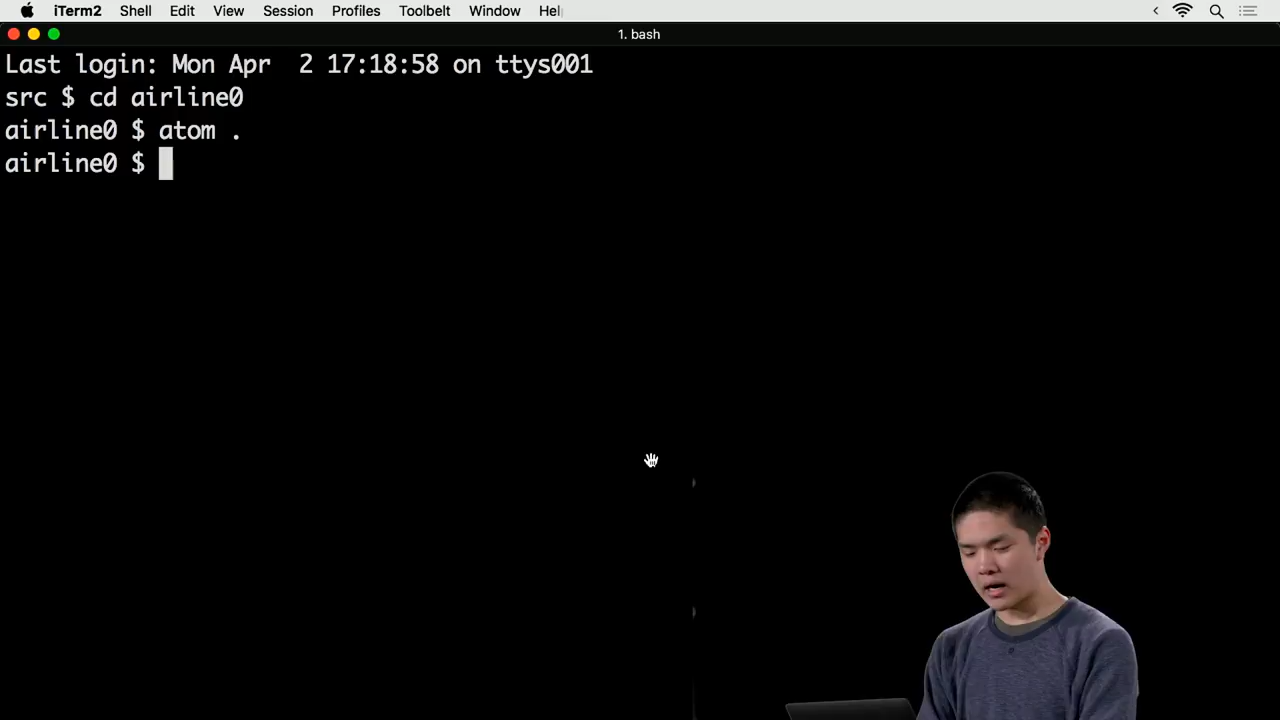 iTerm2 Shell Edit View Session Profiles Toolbelt Window Hel
1. bash
Last login: Mon Apr  2 17:18:58 on ttys001
src $ cd airline0
airline0 $ atom .
airline0 $